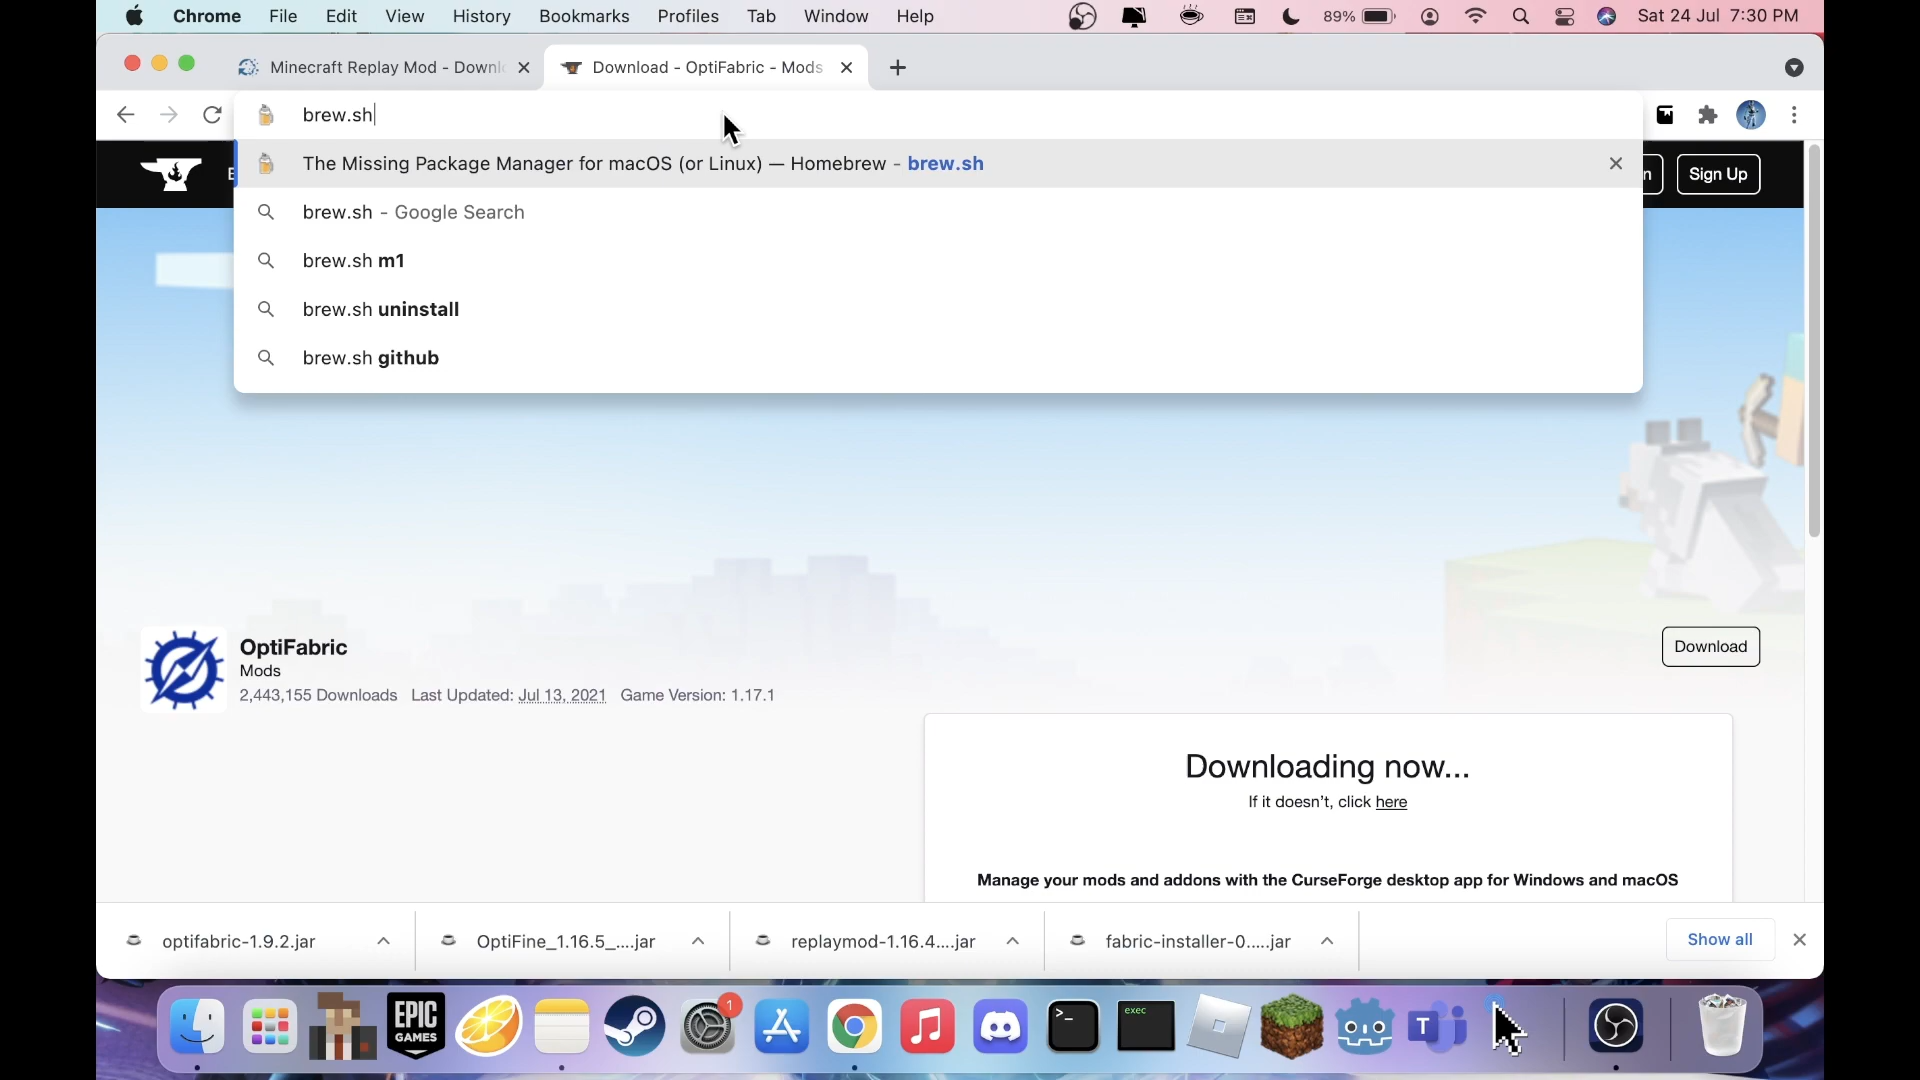 Chrome File Edit View History Bookmarks Profiles Tab Window Help 89% Sat 24 Jul 7:30 PM
Minecraft Replay Mod - Downl
Download - OptiFabric - Mods
brew.sh
The Missing Package Manager for macOS (or Linux) — Homebrew - brew.sh
Sign Up
brew.sh - Google Search
brew.sh m1
brew.sh uninstall
brew.sh github
OptiFabric
Mods
2,443,155 Downloads Last Updated: Jul 13, 2021 Game Version: 1.17.1
Download
Downloading now...
If it doesn't, click here
Manage your mods and addons with the CurseForge desktop app for Windows and macOS
optifabric-1.9.2.jar
OptiFine_1.16.5_....jar
replaymod-1.16.4....jar
fabric-installer-0.....jar
Show all
EPIC
GAMES
1
>_
exec
T